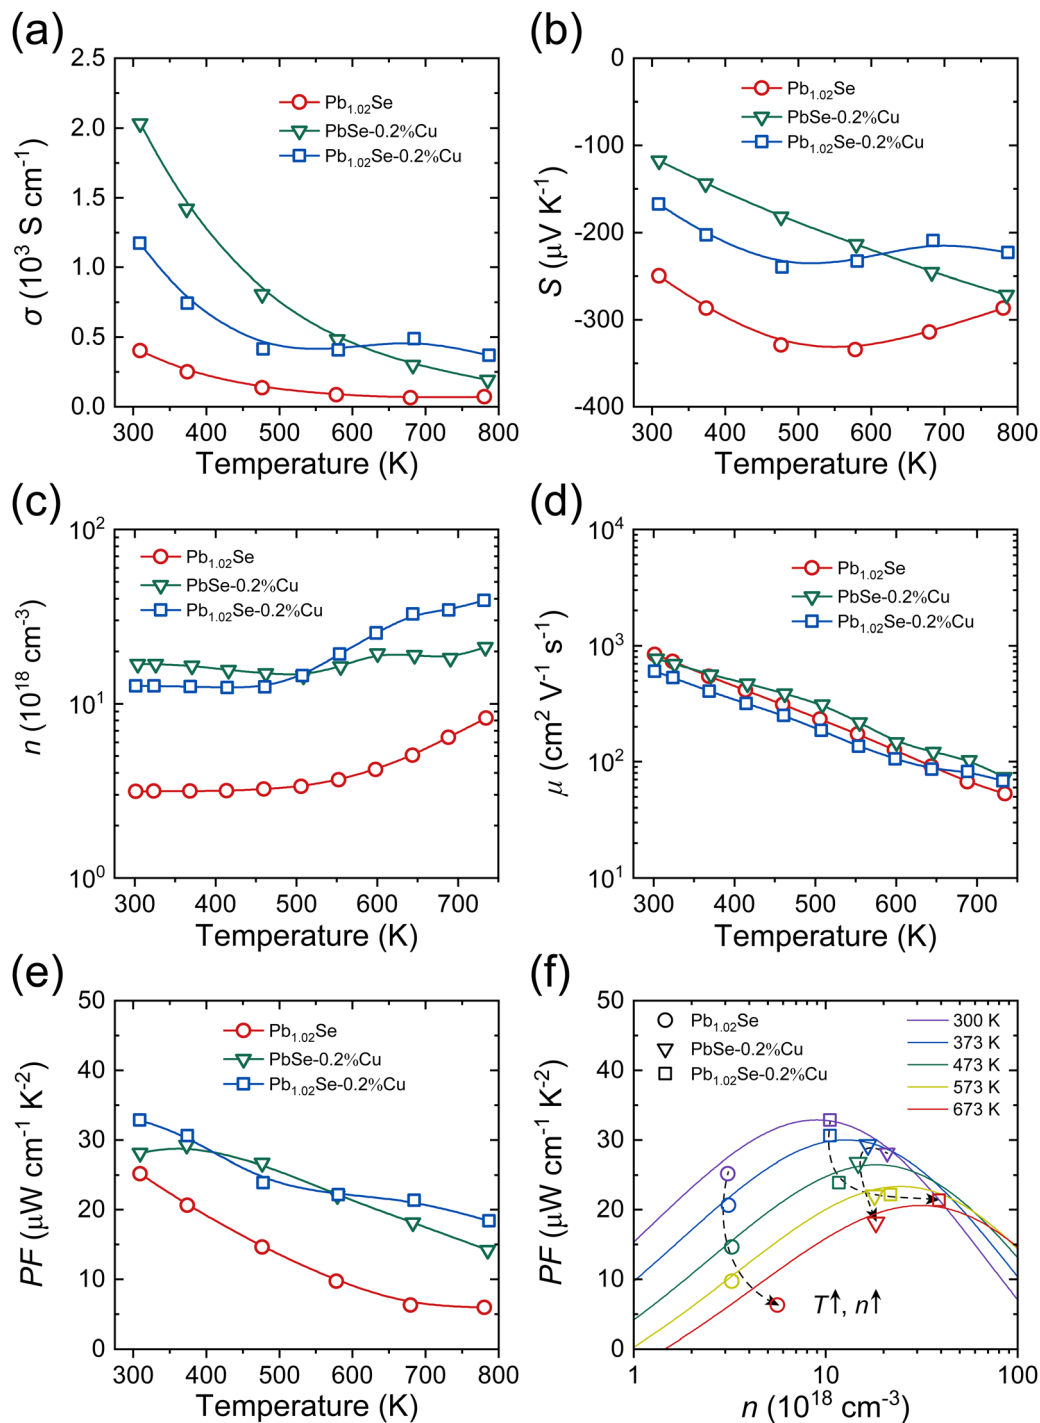 (a)
2.5
2.0
1.5
1.0
0.5
0.0
σ (10³ S cm⁻¹)
Pb₁.₀₂Se
PbSe-0.2%Cu
Pb₁.₀₂Se-0.2%Cu
300 400 500 600 700 800
Temperature (K)
(b)
0
-100
-200
-300
-400
S (μV K⁻¹)
Pb₁.₀₂Se
PbSe-0.2%Cu
Pb₁.₀₂Se-0.2%Cu
300 400 500 600 700 800
Temperature (K)
(c)
10²
10¹
10⁰
n (10¹⁸ cm⁻³)
Pb₁.₀₂Se
PbSe-0.2%Cu
Pb₁.₀₂Se-0.2%Cu
300 400 500 600 700
Temperature (K)
(d)
10⁴
10³
10²
10¹
μ (cm² V⁻¹ s⁻¹)
Pb₁.₀₂Se
PbSe-0.2%Cu
Pb₁.₀₂Se-0.2%Cu
300 400 500 600 700
Temperature (K)
(e)
50
40
30
20
10
0
PF (μW cm⁻¹ K⁻²)
Pb₁.₀₂Se
PbSe-0.2%Cu
Pb₁.₀₂Se-0.2%Cu
300 400 500 600 700 800
Temperature (K)
(f)
50
40
30
20
10
0
PF (μW cm⁻¹ K⁻²)
Pb₁.₀₂Se
PbSe-0.2%Cu
Pb₁.₀₂Se-0.2%Cu
300 K
373 K
473 K
573 K
673 K
T↑, n↑
1 10 100
n (10¹⁸ cm⁻³)